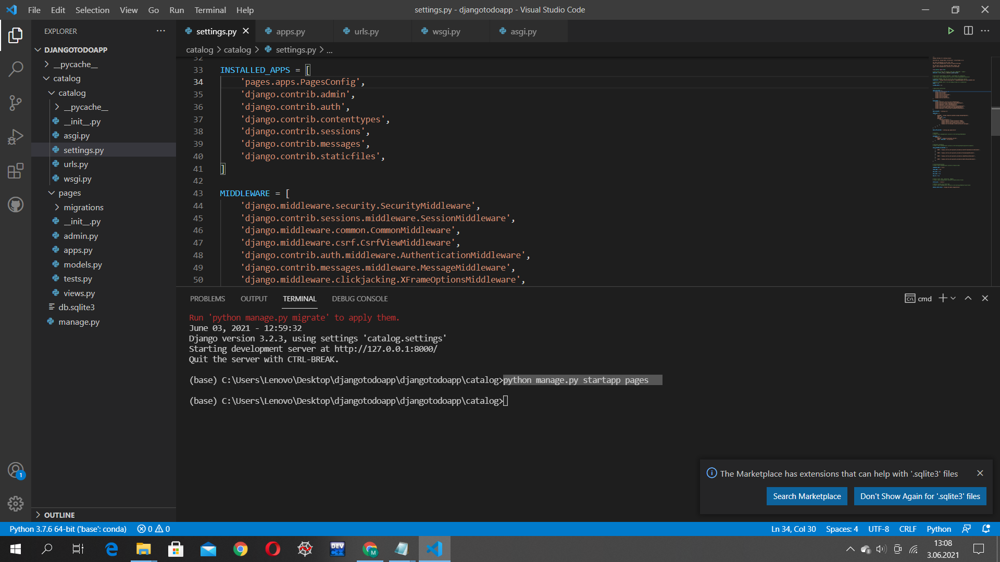 File Edit Selection View Go Run Terminal Help
settings.py - djangotodoapp - Visual Studio Code
EXPLORER
DJANGOTODOAPP
__pycache__
catalog
catalog
__pycache__
__init__.py
asgi.py
settings.py
urls.py
wsgi.py
pages
migrations
__init__.py
admin.py
apps.py
models.py
tests.py
views.py
db.sqlite3
manage.py
OUTLINE
settings.py apps.py urls.py wsgi.py asgi.py
catalog > catalog > settings.py > ...
32
33 INSTALLED_APPS = [
34 'pages.apps.PagesConfig',
35 'django.contrib.admin',
36 'django.contrib.auth',
37 'django.contrib.contenttypes',
38 'django.contrib.sessions',
39 'django.contrib.messages',
40 'django.contrib.staticfiles',
41 ]
42
43 MIDDLEWARE = [
44 'django.middleware.security.SecurityMiddleware',
45 'django.contrib.sessions.middleware.SessionMiddleware',
46 'django.middleware.common.CommonMiddleware',
47 'django.middleware.csrf.CsrfViewMiddleware',
48 'django.contrib.auth.middleware.AuthenticationMiddleware',
49 'django.contrib.messages.middleware.MessageMiddleware',
50 'django.middleware.clickjacking.XFrameOptionsMiddleware',
PROBLEMS OUTPUT TERMINAL DEBUG CONSOLE
cmd
Run 'python manage.py migrate' to apply them.
June 03, 2021 - 12:59:32
Django version 3.2.3, using settings 'catalog.settings'
Starting development server at http://127.0.0.1:8000/
Quit the server with CTRL-BREAK.
(base) C:\Users\Lenovo\Desktop\djangotodoapp\djangotodoapp\catalog>python manage.py startapp pages
(base) C:\Users\Lenovo\Desktop\djangotodoapp\djangotodoapp\catalog>
The Marketplace has extensions that can help with '.sqlite3' files
Search Marketplace
Don't Show Again for '.sqlite3' files
1
Python 3.7.6 64-bit ('base': conda) 0 0
Ln 34, Col 30 Spaces: 4 UTF-8 CRLF Python
DEV
C++
M
13:08
3.06.2021